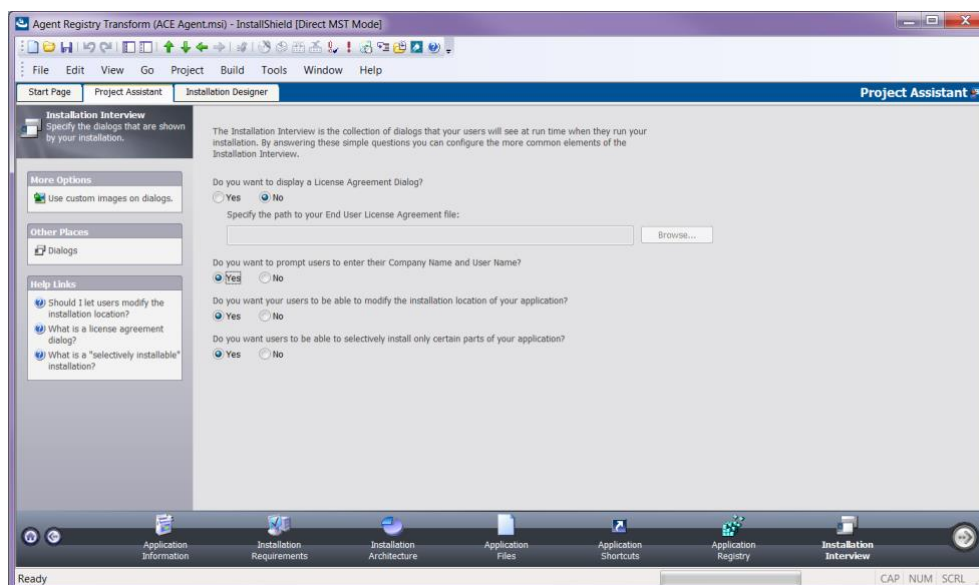 Agent Registry Transform (ACE Agent.msi) - InstallShield [Direct MST Mode]
File Edit View Go Project Build Tools Window Help
Start Page Project Assistant Installation Designer
Project Assistant
Installation Interview
Specify the dialogs that are shown
by your installation.
More Options
Use custom images on dialogs.
Other Places
Dialogs
Help Links
Should I let users modify the
installation location?
What is a license agreement
dialog?
What is a "selectively installable"
installation?
The Installation Interview is the collection of dialogs that your users will see at run time when they run your
installation. By answering these simple questions you can configure the more common elements of the
Installation Interview.
Do you want to display a License Agreement Dialog?
Yes No
Specify the path to your End User License Agreement file:
Browse...
Do you want to prompt users to enter their Company Name and User Name?
Yes No
Do you want your users to be able to modify the installation location of your application?
Yes No
Do you want users to be able to selectively install only certain parts of your application?
Yes No
Application
Information
Installation
Requirements
Installation
Architecture
Application
Files
Application
Shortcuts
Application
Registry
Installation
Interview
Ready
CAP NUM SCRL